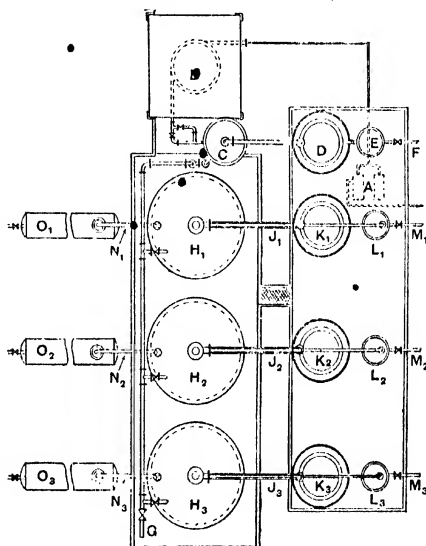 C
D
E
F
A
O₁
N₁
H₁
J₁
K₁
L₁
M₁
O₂
N₂
H₂
J₂
K₂
L₂
M₂
O₃
N₃
H₃
J₃
K₃
L₃
M₃
G